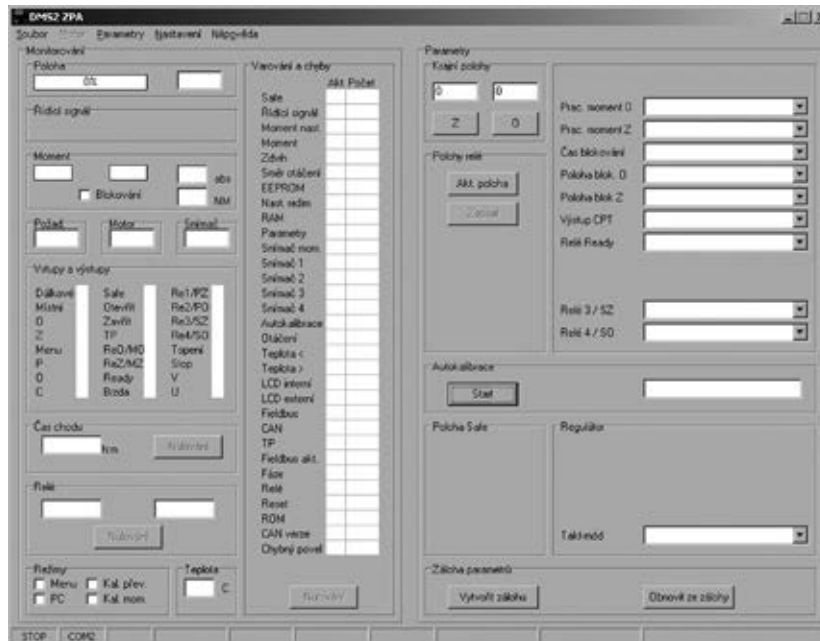 DMS2 ZPA
Soubor Motor Parametry Nastavení Nápověda
Monitorování
Poloha
0%
Řídicí signál
Moment
abs
Blokování
NM
Požad.
Motor
Snímač
Vstupy a výstupy
Dálkově Safe Re1/PZ
Místní Otevřít Re2/PO
O Zavřít Re3/SZ
Z TP Re4/SO
Menu ReO/MO Topení
P ReZ/MZ Stop
O Ready V
C Brzda U
Čas chodu
h:m
Nulování
Relé
Nulování
Režimy
Menu Kal. přev.
PC Kal. mom.
Teplota
C
Varování a chyby
Akt. Počet
Safe
Řídicí signál
Moment nast.
Moment
Zdvih
Směr otáčení
EEPROM
Nast. režim
RAM
Parametry
Snímač mom.
Snímač 1
Snímač 2
Snímač 3
Snímač 4
Autokalibrace
Otáčení
Teplota <
Teplota >
LCD interní
LCD externí
Fieldbus
CAN
TP
Fieldbus akt.
Fáze
Relé
Reset
ROM
CAN verze
Chybný povel
Nulování
Parametry
Krajní polohy
0 0
Z O
Polohy relé
Akt. poloha
Zapsat
Prac. moment O
Prac. moment Z
Čas blokování
Poloha blok. O
Poloha blok. Z
Výstup CPT
Relé Ready
Relé 3 / SZ
Relé 4 / SO
Autokalibrace
Start
Poloha Safe
Regulátor
Takt-mód
Záloha parametrů
Vytvořit zálohu
Obnovit ze zálohy
STOP COM2